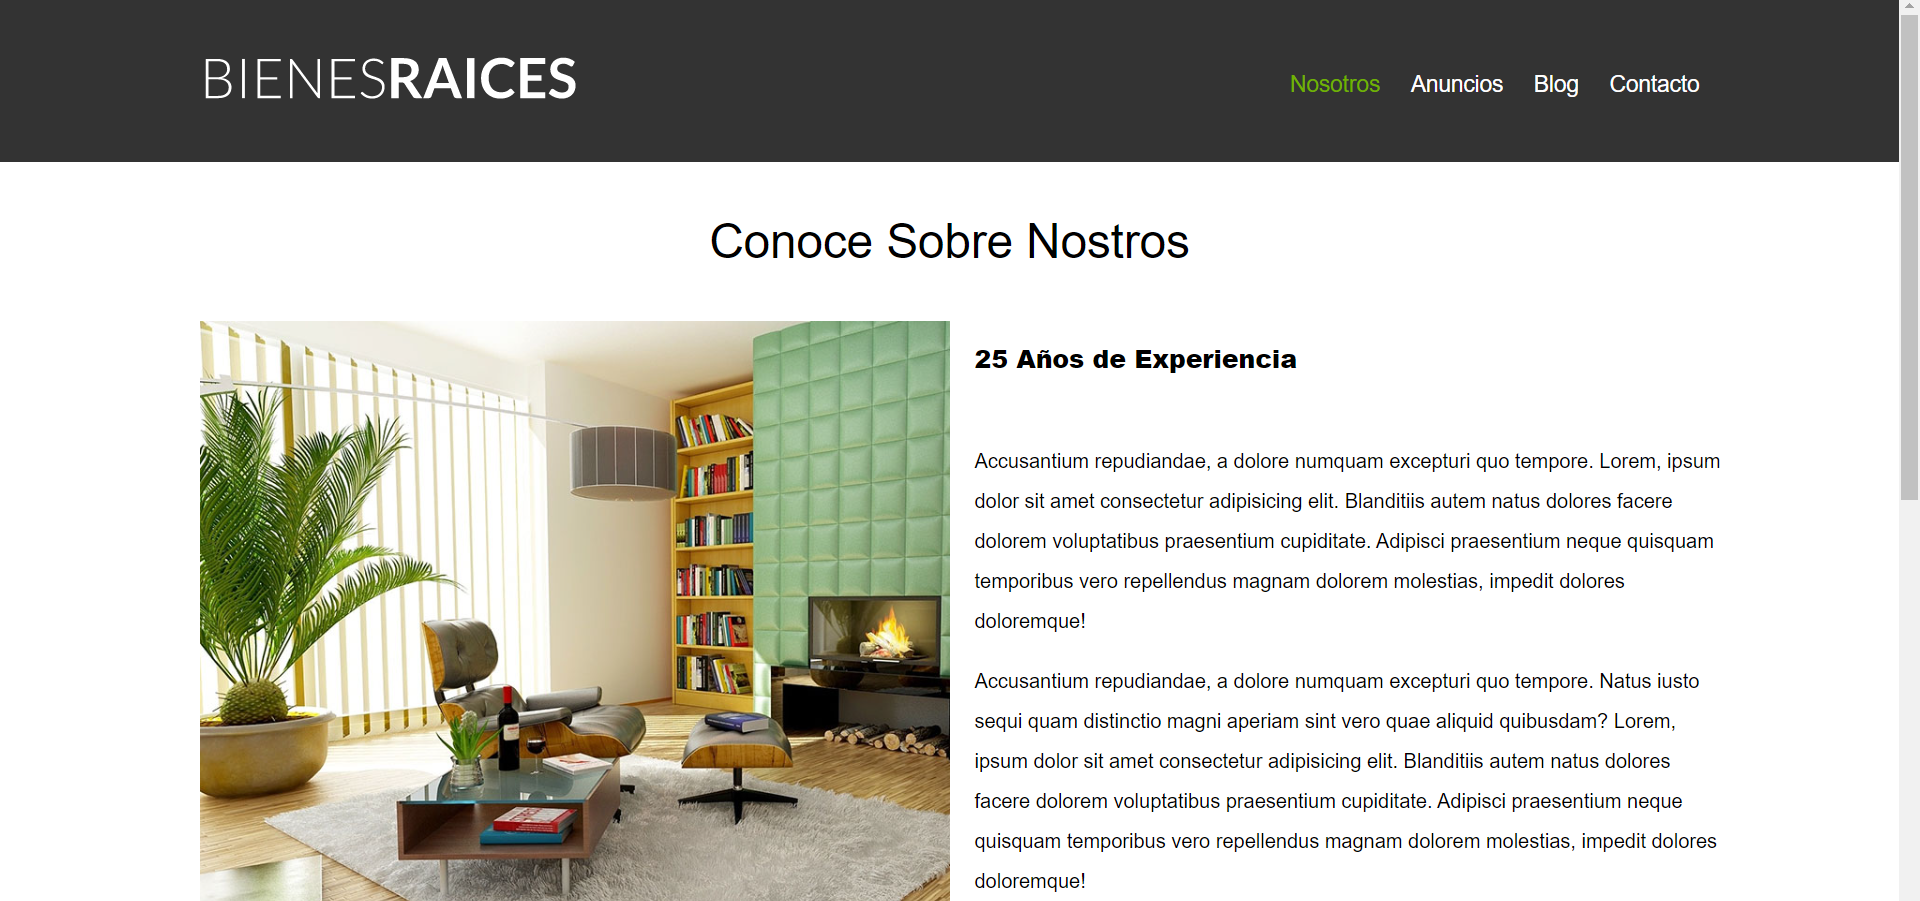 BIENESRAICES
Nosotros Anuncios Blog Contacto
Conoce Sobre Nostros
25 Años de Experiencia
Accusantium repudiandae, a dolore numquam excepturi quo tempore. Lorem, ipsum
dolor sit amet consectetur adipisicing elit. Blanditiis autem natus dolores facere
dolorem voluptatibus praesentium cupiditate. Adipisci praesentium neque quisquam
temporibus vero repellendus magnam dolorem molestias, impedit dolores
doloremque!
Accusantium repudiandae, a dolore numquam excepturi quo tempore. Natus iusto
sequi quam distinctio magni aperiam sint vero quae aliquid quibusdam? Lorem,
ipsum dolor sit amet consectetur adipisicing elit. Blanditiis autem natus dolores
facere dolorem voluptatibus praesentium cupiditate. Adipisci praesentium neque
quisquam temporibus vero repellendus magnam dolorem molestias, impedit dolores
doloremque!